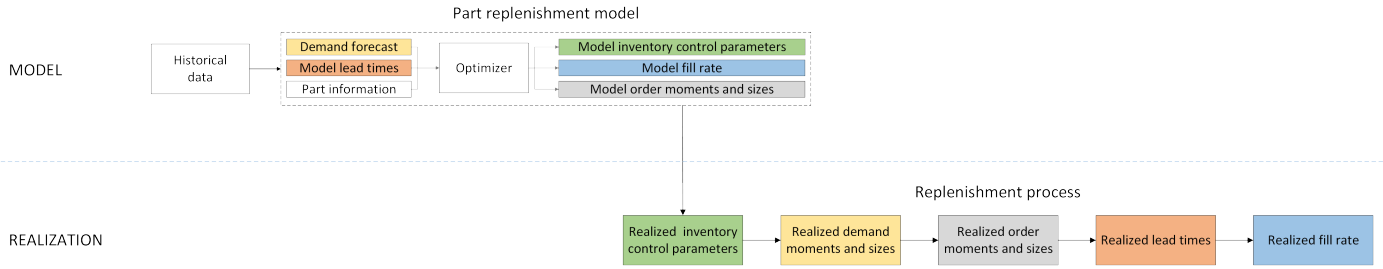 Part replenishment model
MODEL
Historical
data
Demand forecast
Model lead times
Part information
Optimizer
Model inventory control parameters
Model fill rate
Model order moments and sizes
Replenishment process
REALIZATION
Realized inventory
control parameters
Realized demand
moments and sizes
Realized order
moments and sizes
Realized lead times
Realized fill rate